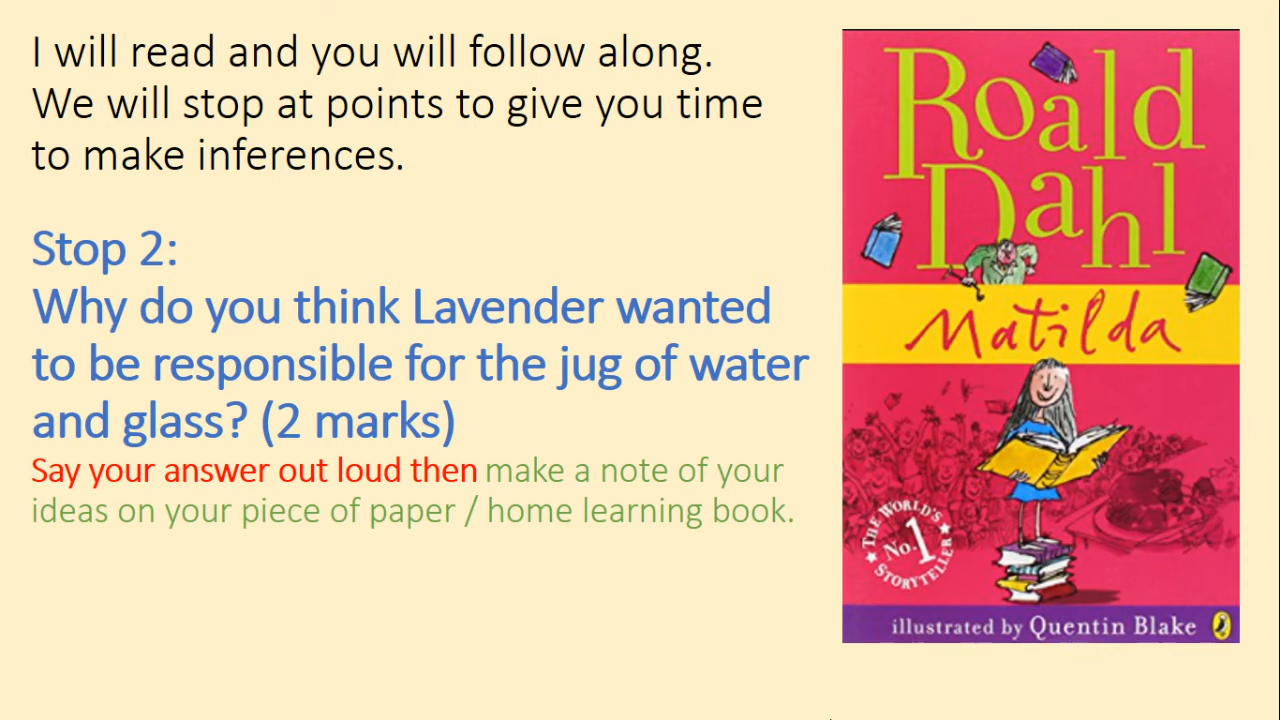 I will read and you will follow along.
We will stop at points to give you time
to make inferences.
Stop 2:
Why do you think Lavender wanted
to be responsible for the jug of water
and glass? (2 marks)
Say your answer out loud then make a note of your
ideas on your piece of paper / home learning book.
Roald
Dahl
Matilda
THE WORLD'S
No.1
STORYTELLER
illustrated by Quentin Blake